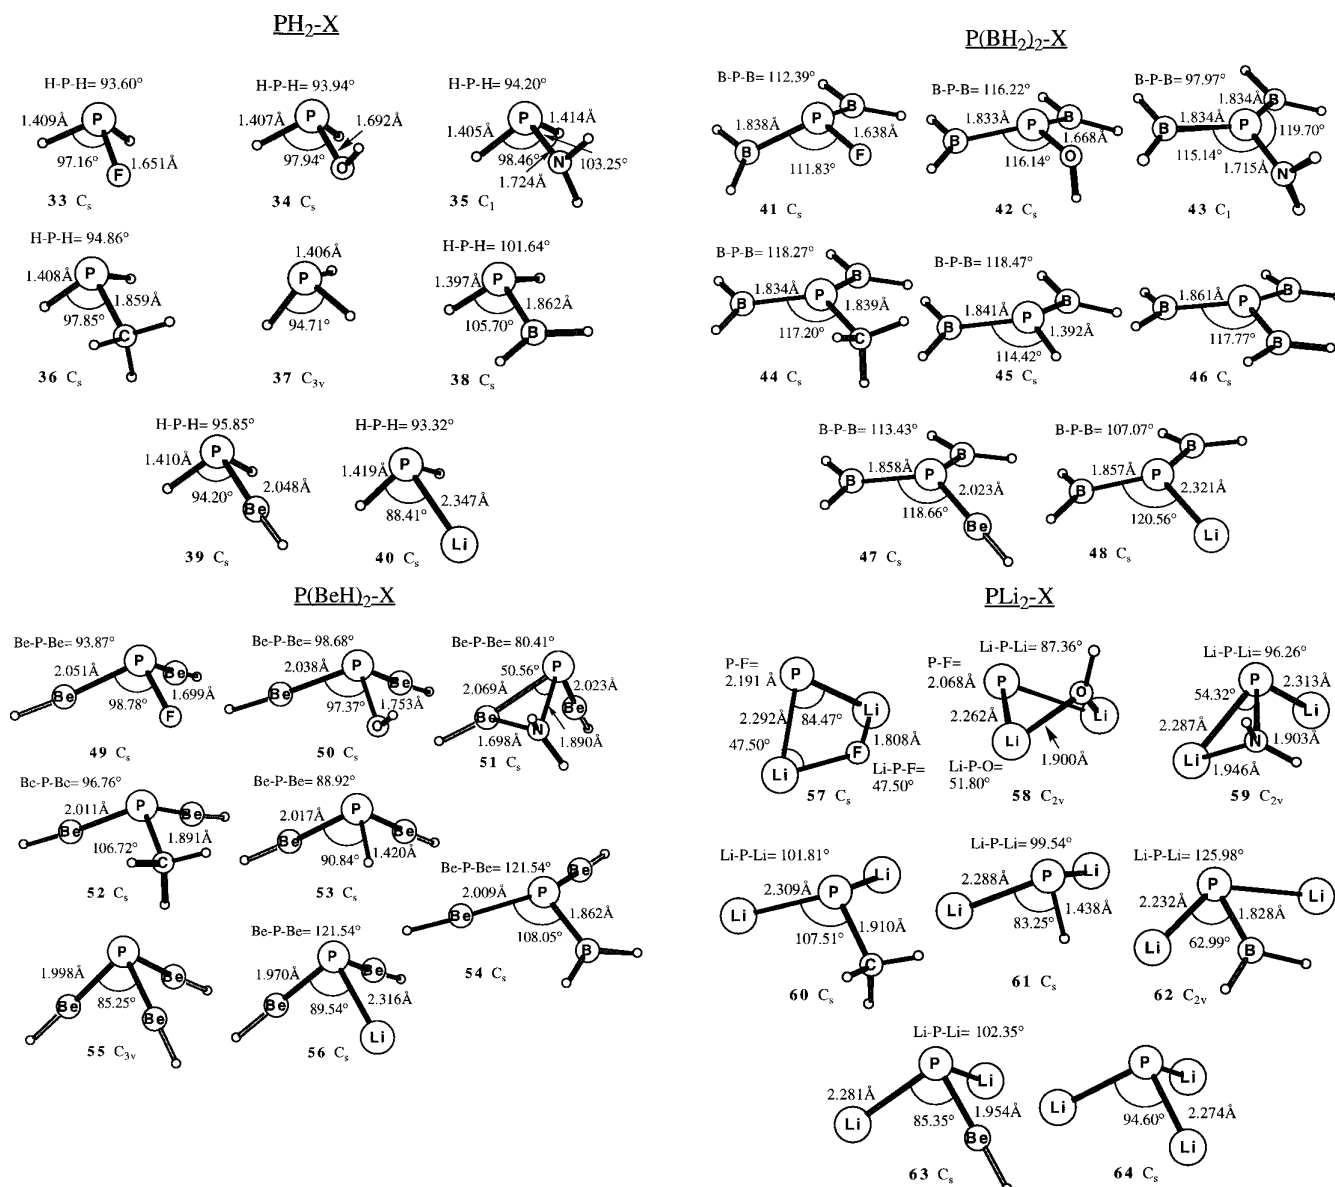 PH2-X
H-P-H= 93.60°
1.409Å
P
97.16°
F
1.651Å
33 Cs
H-P-H= 93.94°
1.407Å
P
1.692Å
97.94°
O
34 Cs
H-P-H= 94.20°
1.405Å
P
1.414Å
98.46°
N
103.25°
1.724Å
35 C1
H-P-H= 94.86°
1.408Å
P
1.859Å
97.85°
C
36 Cs
1.406Å
P
94.71°
37 C3v
H-P-H= 101.64°
1.397Å
P
1.862Å
105.70°
B
38 Cs
H-P-H= 95.85°
P
1.410Å
2.048Å
94.20°
Be
39 Cs
H-P-H= 93.32°
P
1.419Å
2.347Å
88.41°
Li
40 Cs
P(BH2)2-X
B-P-B= 112.39°
B
P
1.838Å
1.638Å
B
F
111.83°
41 Cs
B-P-B= 116.22°
1.833Å
P
B
1.668Å
B
O
116.14°
42 Cs
B-P-B= 97.97°
1.834Å
B
1.834Å
B
P
119.70°
115.14°
1.715Å
N
43 C1
B-P-B= 118.27°
1.834Å
B
P
B
1.839Å
117.20°
C
44 Cs
B-P-B= 118.47°
1.841Å
B
P
B
1.392Å
114.42°
45 Cs
1.861Å
B
P
B
117.77°
B
46 Cs
B-P-B= 113.43°
1.858Å
B
P
B
2.023Å
118.66°
Be
47 Cs
B-P-B= 107.07°
B
1.857Å
P
2.321Å
B
120.56°
Li
48 Cs
P(BeH)2-X
Be-P-Be= 93.87°
2.051Å
P
Be
Be
1.699Å
98.78°
F
49 Cs
Be-P-Be= 98.68°
2.038Å
P
Be
Be
1.753Å
97.37°
O
50 Cs
Be-P-Be= 80.41°
50.56°
P
2.069Å
2.023Å
Be
Be
N
1.698Å
1.890Å
51 Cs
Bc-P-Bc= 96.76°
2.011Å
P
Be
Be
1.891Å
106.72°
C
52 Cs
Be-P-Be= 88.92°
2.017Å
P
Be
Be
1.420Å
90.84°
53 Cs
Be-P-Be= 121.54°
2.009Å
Be
P
Be
1.862Å
108.05°
B
54 Cs
P
1.998Å
Be
Be
85.25°
Be
55 C3v
Be-P-Be= 121.54°
P
1.970Å
Be
Be
2.316Å
89.54°
Li
56 Cs
PLi2-X
P-F=
2.191 Å
P
2.292Å
84.47°
Li
47.50°
F
1.808Å
Li
Li-P-F=
47.50°
57 Cs
Li-P-Li= 87.36°
P-F=
2.068Å
P
O
2.262Å
Li
Li
Li-P-O=
51.80°
1.900Å
58 C2v
Li-P-Li= 96.26°
54.32°
P
2.313Å
Li
2.287Å
N
1.903Å
Li
1.946Å
59 C2v
Li-P-Li= 101.81°
2.309Å
P
Li
Li
1.910Å
107.51°
C
60 Cs
Li-P-Li= 99.54°
2.288Å
P
Li
Li
1.438Å
83.25°
61 Cs
Li-P-Li= 125.98°
P
Li
2.232Å
1.828Å
62.99°
Li
B
62 C2v
Li-P-Li= 102.35°
P
Li
2.281Å
Li
1.954Å
85.35°
Be
63 Cs
P
Li
Li
2.274Å
94.60°
Li
64 Cs